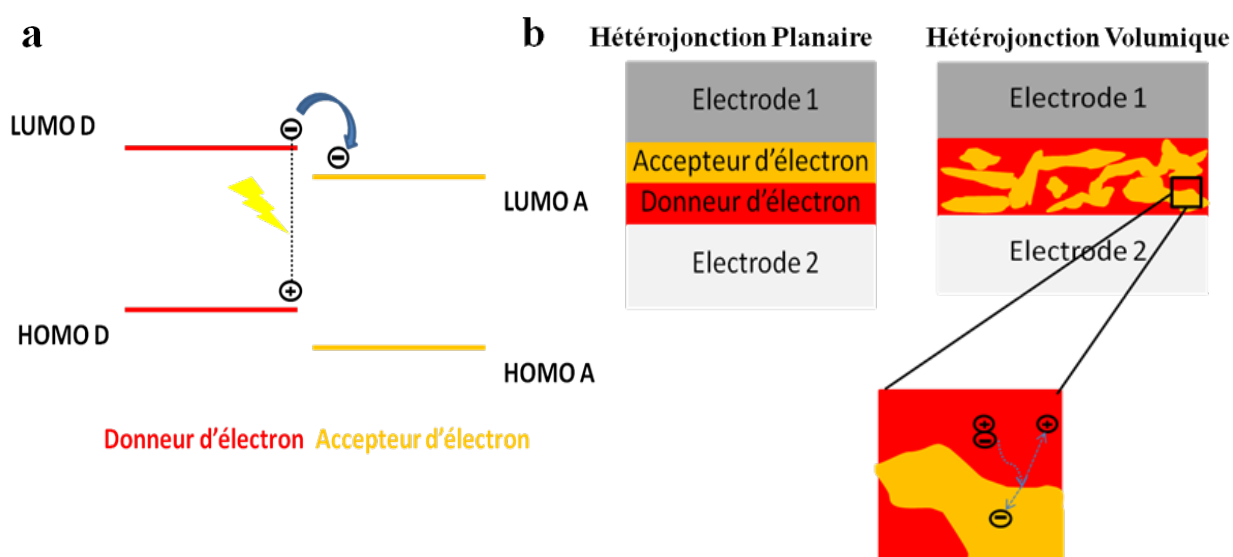 a
LUMO D
LUMO A
HOMO D
HOMO A
Donneur d'électron Accepteur d'électron
b
Hétérojonction Planaire
Electrode 1
Accepteur d'électron
Donneur d'électron
Electrode 2
Hétérojonction Volumique
Electrode 1
Electrode 2